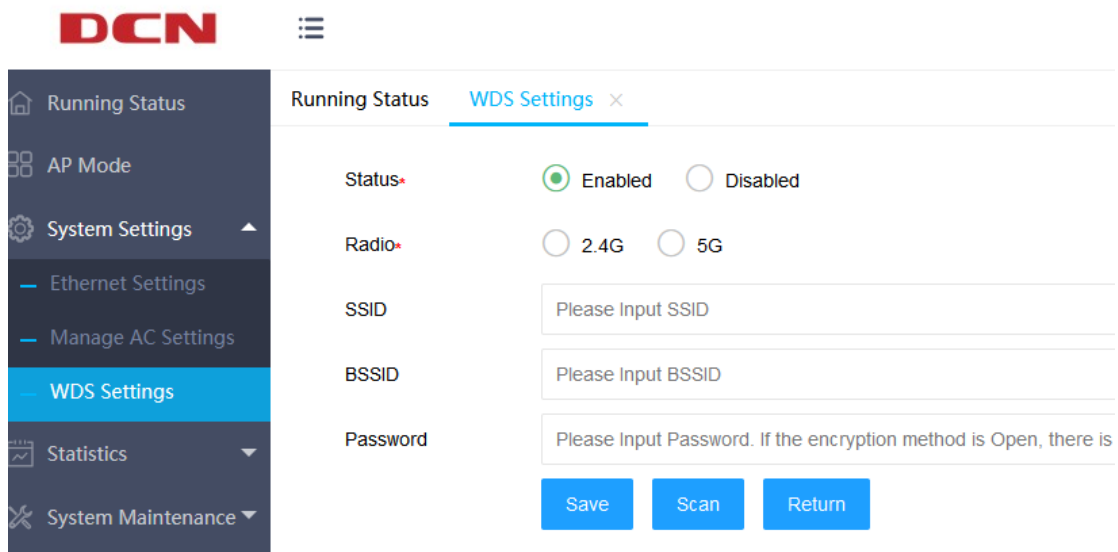 DCN
Running Status
AP Mode
System Settings
Ethernet Settings
Manage AC Settings
WDS Settings
Statistics
System Maintenance
Running Status WDS Settings
Status* Enabled Disabled
Radio* 2.4G 5G
SSID Please Input SSID
BSSID Please Input BSSID
Password Please Input Password. If the encryption method is Open, there is
Save Scan Return